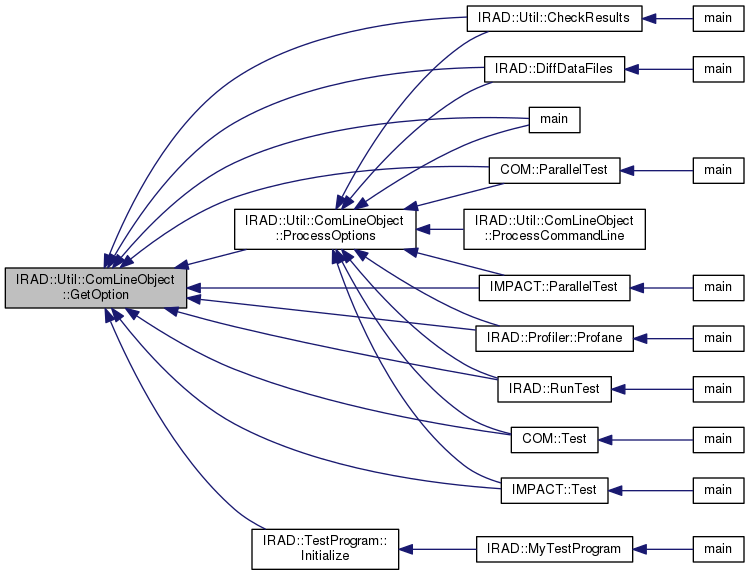 IRAD::Util::CheckResults
main
IRAD::DiffDataFiles
main
main
COM::ParallelTest
main
IRAD::Util::ComLineObject
::ProcessOptions
IRAD::Util::ComLineObject
::ProcessCommandLine
IRAD::Util::ComLineObject
::GetOption
IMPACT::ParallelTest
main
IRAD::Profiler::Profane
main
IRAD::RunTest
main
COM::Test
main
IMPACT::Test
main
IRAD::TestProgram::
Initialize
IRAD::MyTestProgram
main